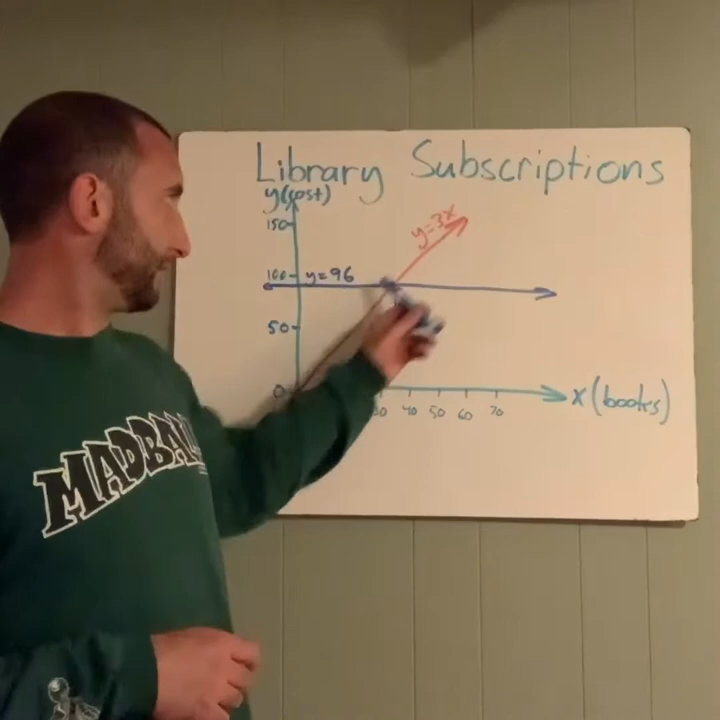 Library Subscriptions
y (cost)
150
y=3x
100
y=96
50
0
x (books)
40 50 60 70
MADBALL